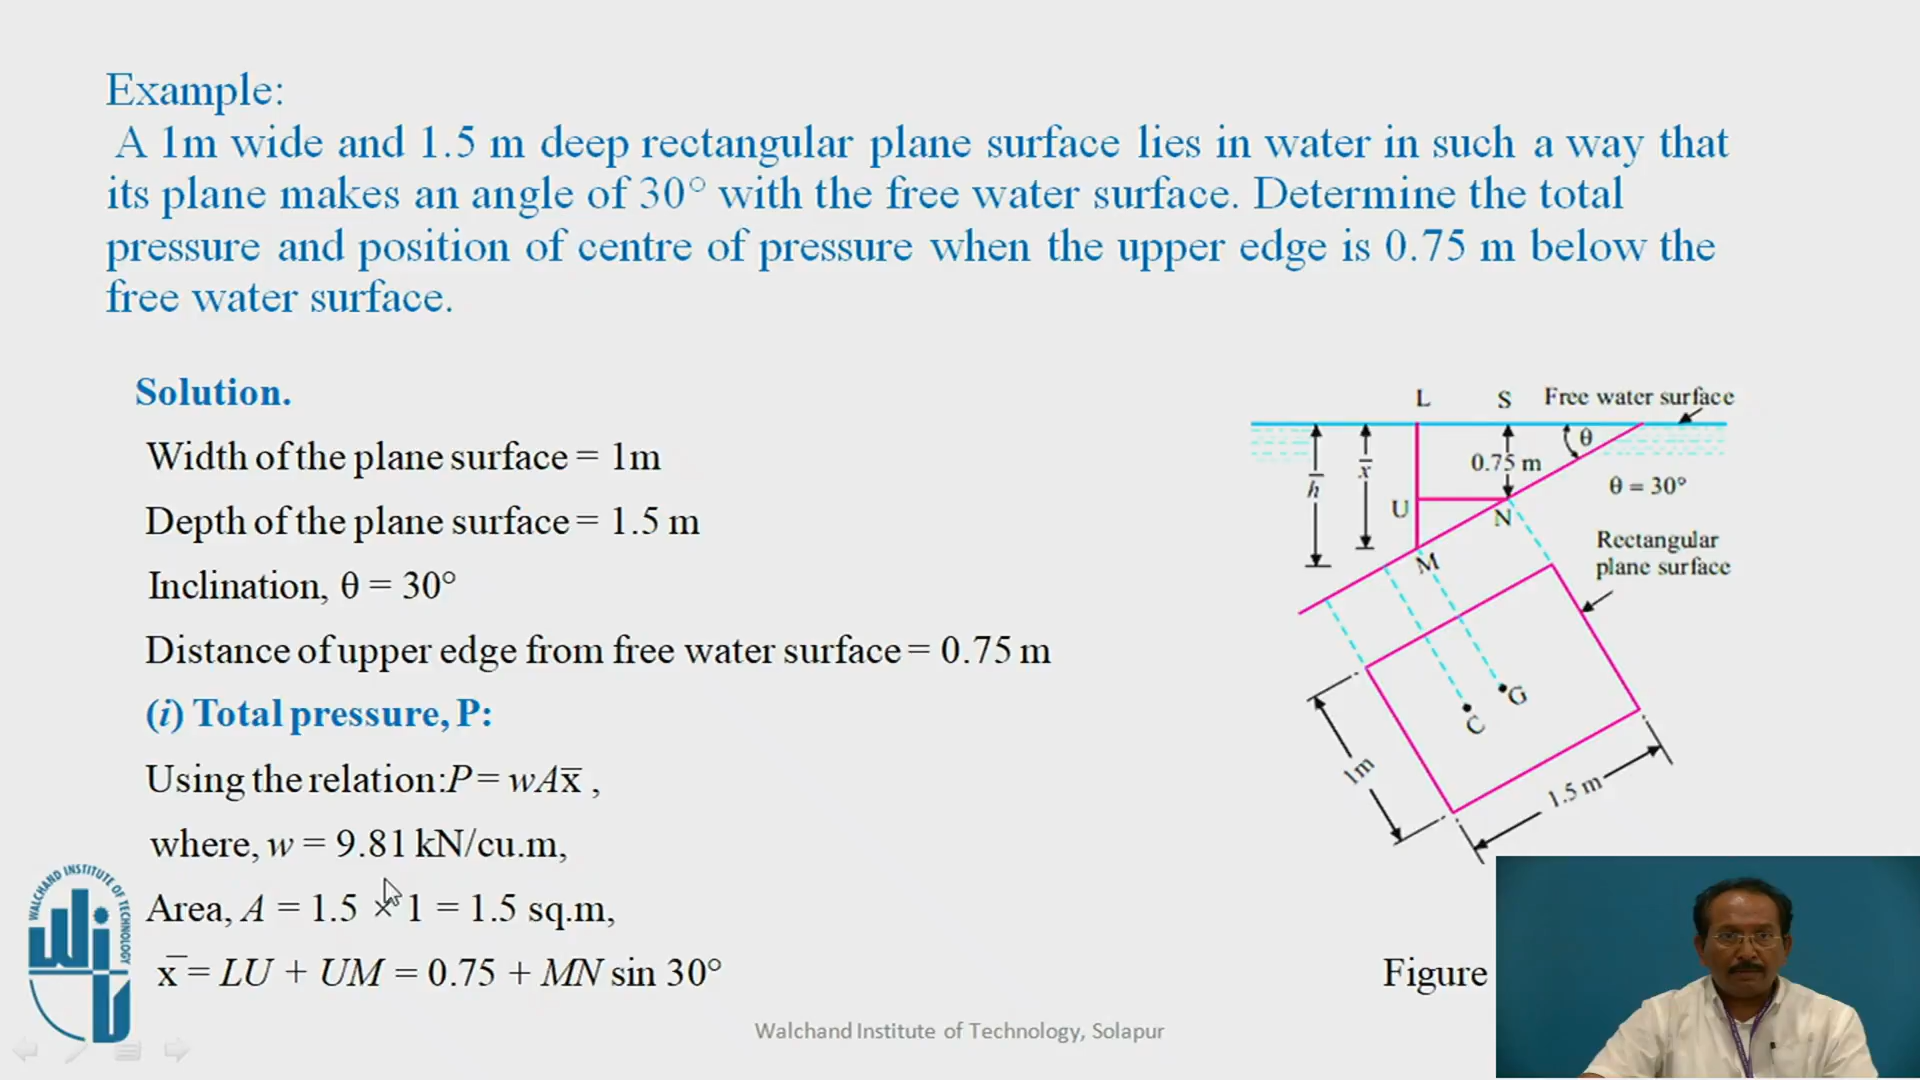 Example:
A 1m wide and 1.5 m deep rectangular plane surface lies in water in such a way that
its plane makes an angle of 30° with the free water surface. Determine the total
pressure and position of centre of pressure when the upper edge is 0.75 m below the
free water surface.
Solution.
Width of the plane surface = 1m
Depth of the plane surface = 1.5 m
Inclination, θ = 30°
Distance of upper edge from free water surface = 0.75 m
(i) Total pressure, P:
Using the relation: P = wAx̅ ,
where, w = 9.81 kN/cu.m,
Area, A = 1.5 × 1 = 1.5 sq.m,
x̅ = LU + UM = 0.75 + MN sin 30°
L S Free water surface
θ
x̅ 0.75 m
h̅ θ = 30°
U N
Rectangular
plane surface
M
G
C
1m
1.5 m
Figure
WALCHAND INSTITUTE OF TECHNOLOGY
Walchand Institute of Technology, Solapur